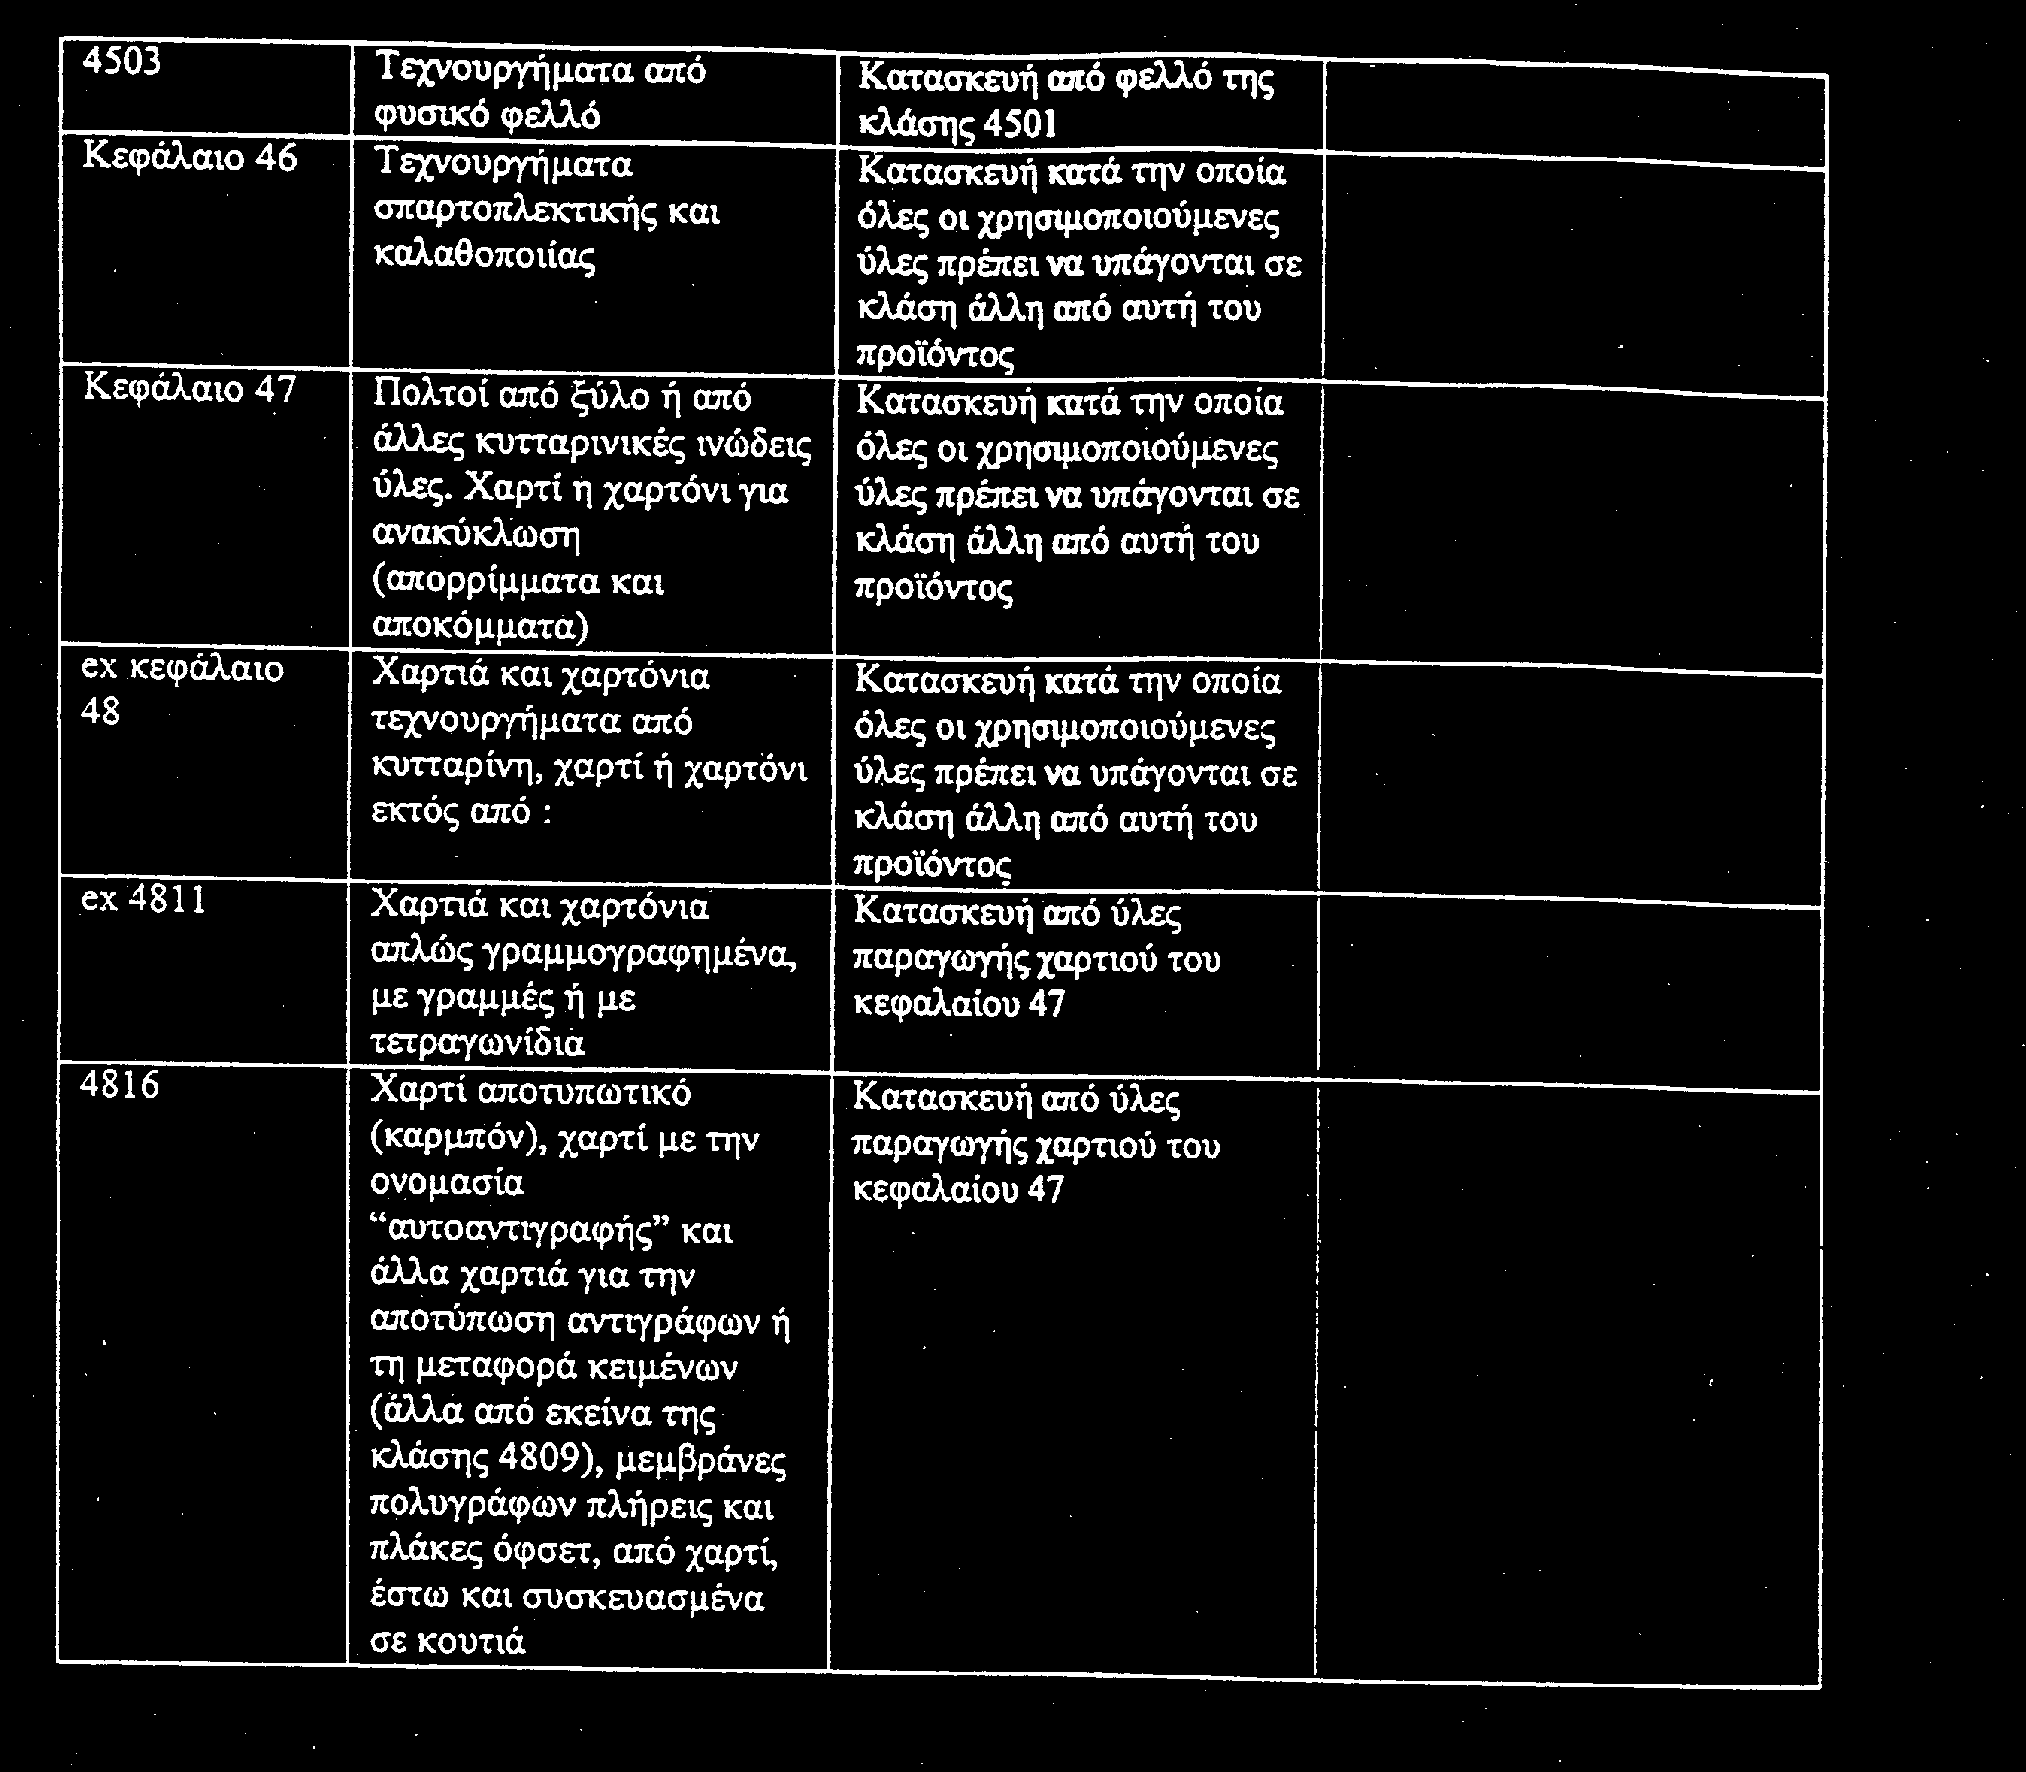 4503
Τεχνουργήματα από
φυσικό φελλό
Κατασκευή από φελλό της
κλάσης 4501
Κεφάλαιο 46
Τεχνουργήματα
σπαρτοπλεκτικής και
καλαθοποιίας
Κατασκευή κατά την οποία
όλες οι χρησιμοποιούμενες
ύλες πρέπει να υπάγονται σε
κλάση άλλη από αυτή του
προϊόντος
Κεφάλαιο 47
Πολτοί από ξύλο ή από
άλλες κυτταρινικές ινώδεις
ύλες. Χαρτί η χαρτόνι για
ανακύκλωση
(απορρίμματα και
αποκόμματα)
Κατασκευή κατά την οποία
όλες οι χρησιμοποιούμενες
ύλες πρέπει να υπάγονται σε
κλάση άλλη από αυτή του
προϊόντος
ex κεφάλαιο
48
Χαρτιά και χαρτόνια
τεχνουργήματα από
κυτταρίνη, χαρτί ή χαρτόνι
εκτός από :
Κατασκευή κατά την οποία
όλες οι χρησιμοποιούμενες
ύλες πρέπει να υπάγονται σε
κλάση άλλη από αυτή του
προϊόντος
ex 4811
Χαρτιά και χαρτόνια
απλώς γραμμογραφημένα,
με γραμμές ή με
τετραγωνίδια
Κατασκευή από ύλες
παραγωγής χαρτιού του
κεφαλαίου 47
4816
Χαρτί αποτυπωτικό
(καρμπόν), χαρτί με την
ονομασία
“αυτοαντιγραφής” και
άλλα χαρτιά για την
αποτύπωση αντιγράφων ή
τη μεταφορά κειμένων
(άλλα από εκείνα της
κλάσης 4809), μεμβράνες
πολυγράφων πλήρεις και
πλάκες όφσετ, από χαρτί,
έστω και συσκευασμένα
σε κουτιά
Κατασκευή από ύλες
παραγωγής χαρτιού του
κεφαλαίου 47